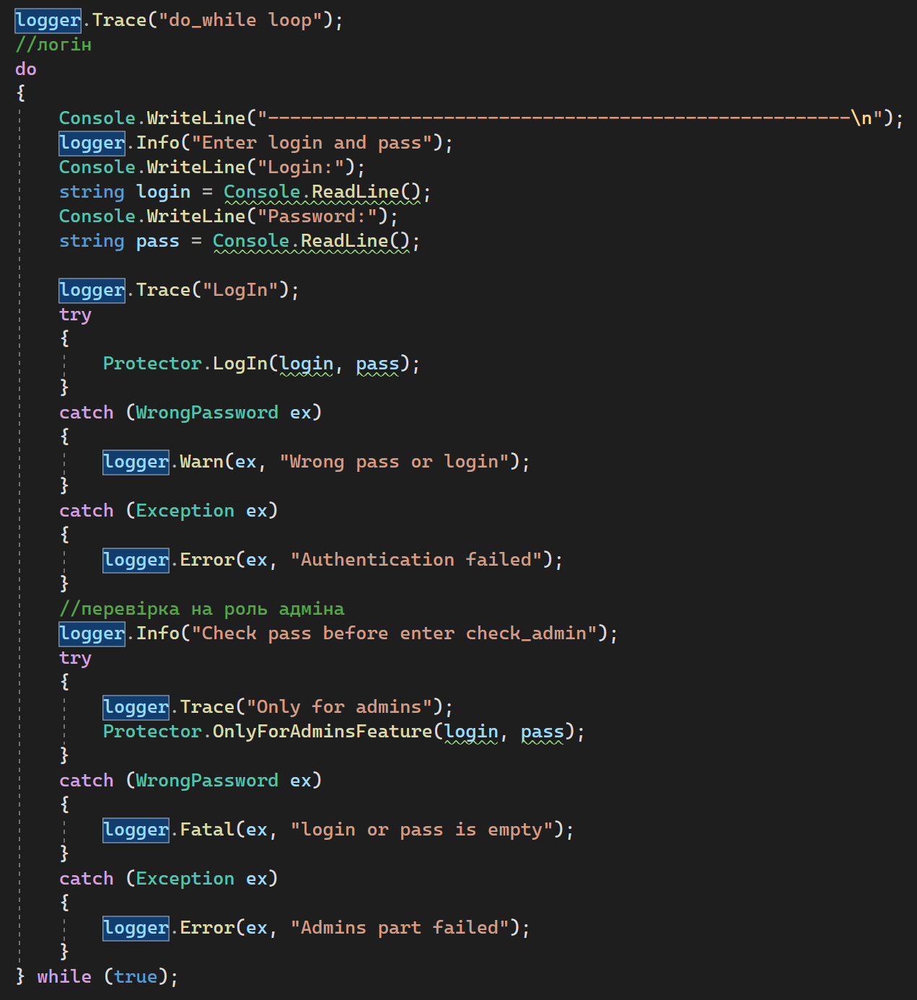 logger.Trace("do_while loop");
//логін
do
{
    Console.WriteLine("-----------------------------------------------------\n");
    logger.Info("Enter login and pass");
    Console.WriteLine("Login:");
    string login = Console.ReadLine();
    Console.WriteLine("Password:");
    string pass = Console.ReadLine();

    logger.Trace("LogIn");
    try
    {
        Protector.LogIn(login, pass);
    }
    catch (WrongPassword ex)
    {
        logger.Warn(ex, "Wrong pass or login");
    }
    catch (Exception ex)
    {
        logger.Error(ex, "Authentication failed");
    }
    //перевірка на роль адміна
    logger.Info("Check pass before enter check_admin");
    try
    {
        logger.Trace("Only for admins");
        Protector.OnlyForAdminsFeature(login, pass);
    }
    catch (WrongPassword ex)
    {
        logger.Fatal(ex, "login or pass is empty");
    }
    catch (Exception ex)
    {
        logger.Error(ex, "Admins part failed");
    }
} while (true);